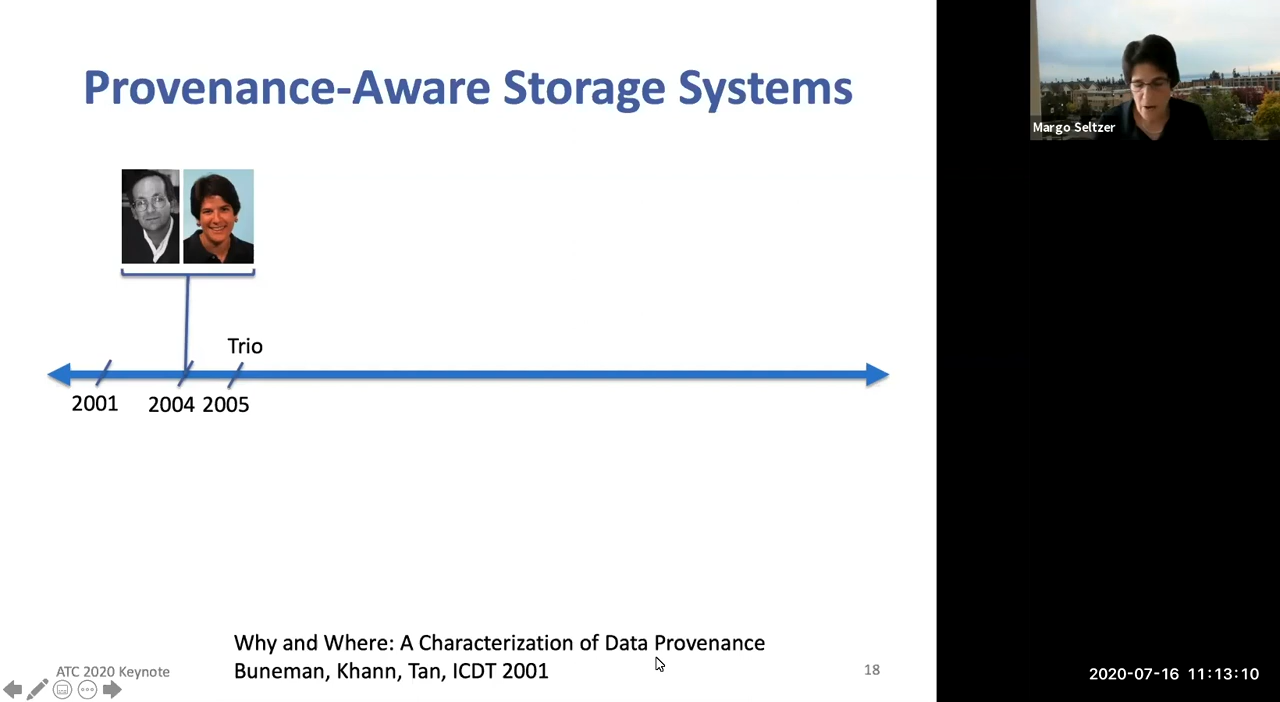 Provenance-Aware Storage Systems
Margo Seltzer
Trio
2001 2004 2005
Why and Where: A Characterization of Data Provenance
Buneman, Khann, Tan, ICDT 2001
ATC 2020 Keynote
18
2020-07-16 11:13:10